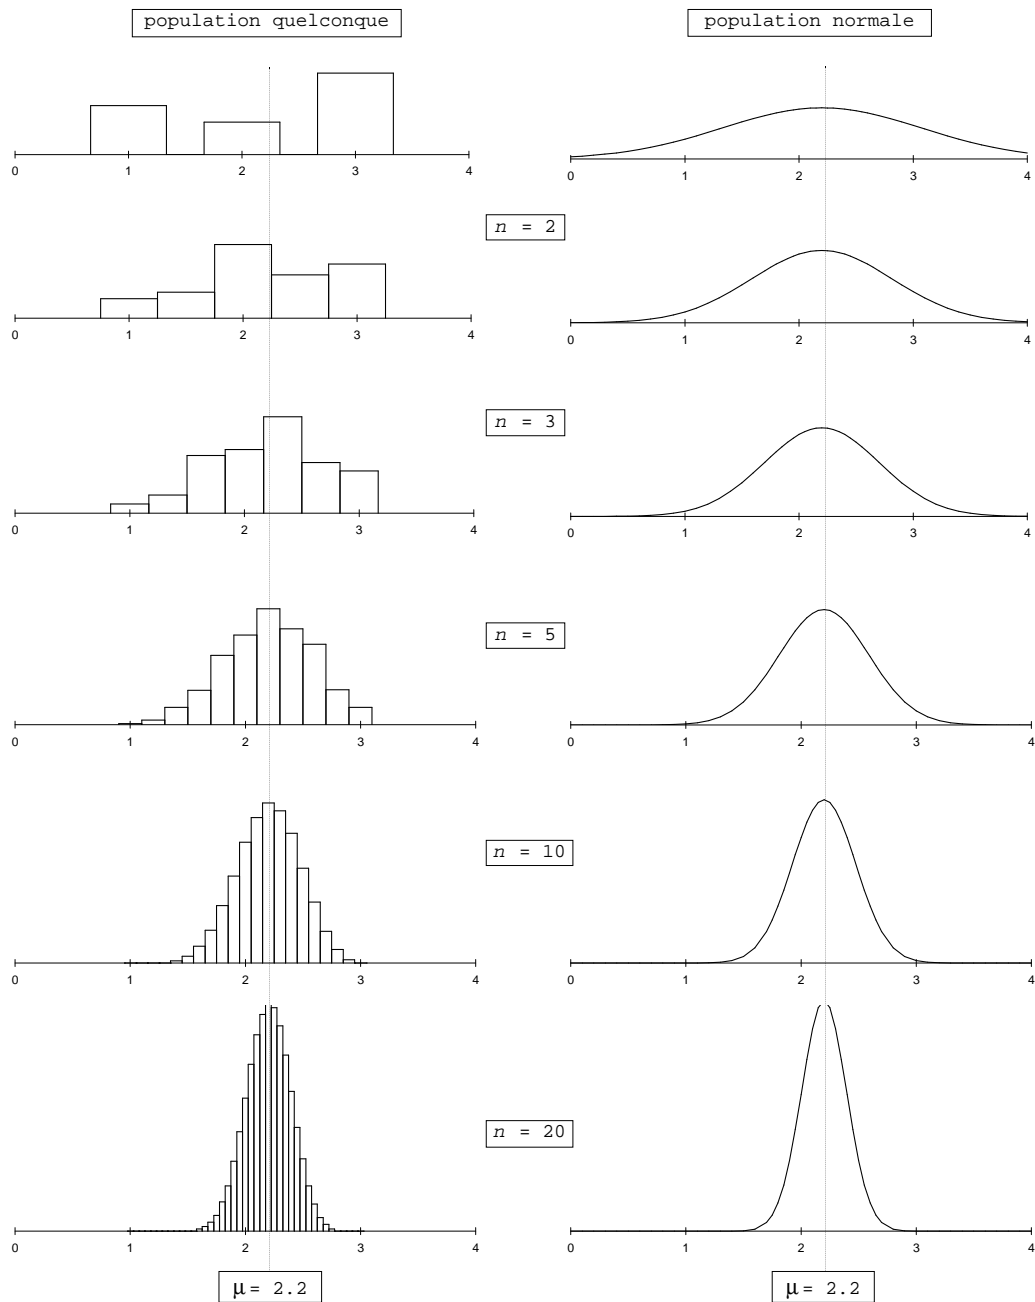 population quelconque
population normale
0 1 2 3 4
0 1 2 3 4
n = 2
0 1 2 3 4
0 1 2 3 4
n = 3
0 1 2 3 4
0 1 2 3 4
n = 5
0 1 2 3 4
0 1 2 3 4
n = 10
0 1 2 3 4
0 1 2 3 4
n = 20
0 1 2 3 4
0 1 2 3 4
μ = 2.2
μ = 2.2